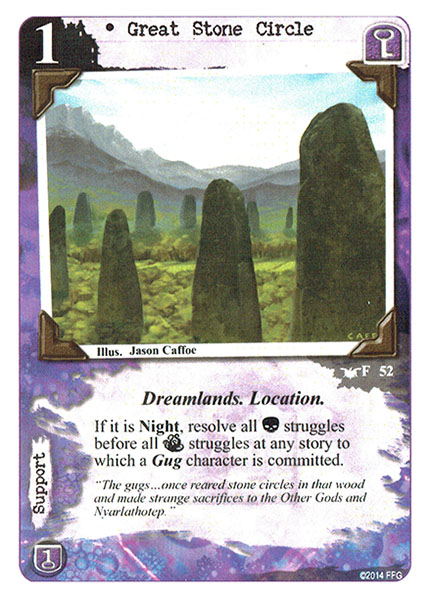 1
• Great Stone Circle
CAFF
Illus. Jason Caffoe
F 52
Dreamlands. Location.
If it is Night, resolve all struggles
before all struggles at any story to
which a Gug character is committed.
"The gugs...once reared stone circles in that wood
and made strange sacrifices to the Other Gods and
Nyarlathotep."
Support
1
©2014 FFG